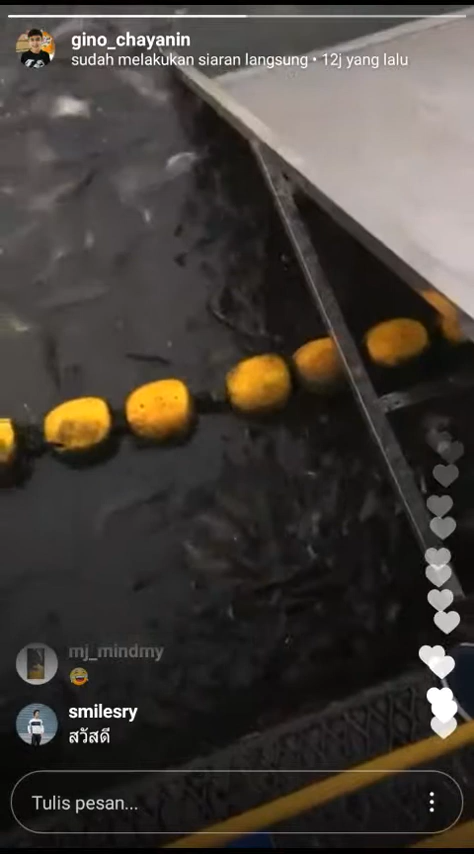 gino_chayanin
sudah melakukan siaran langsung • 12j yang lalu
mj_mindmy
😂
smilesry
สวัสดี
Tulis pesan...